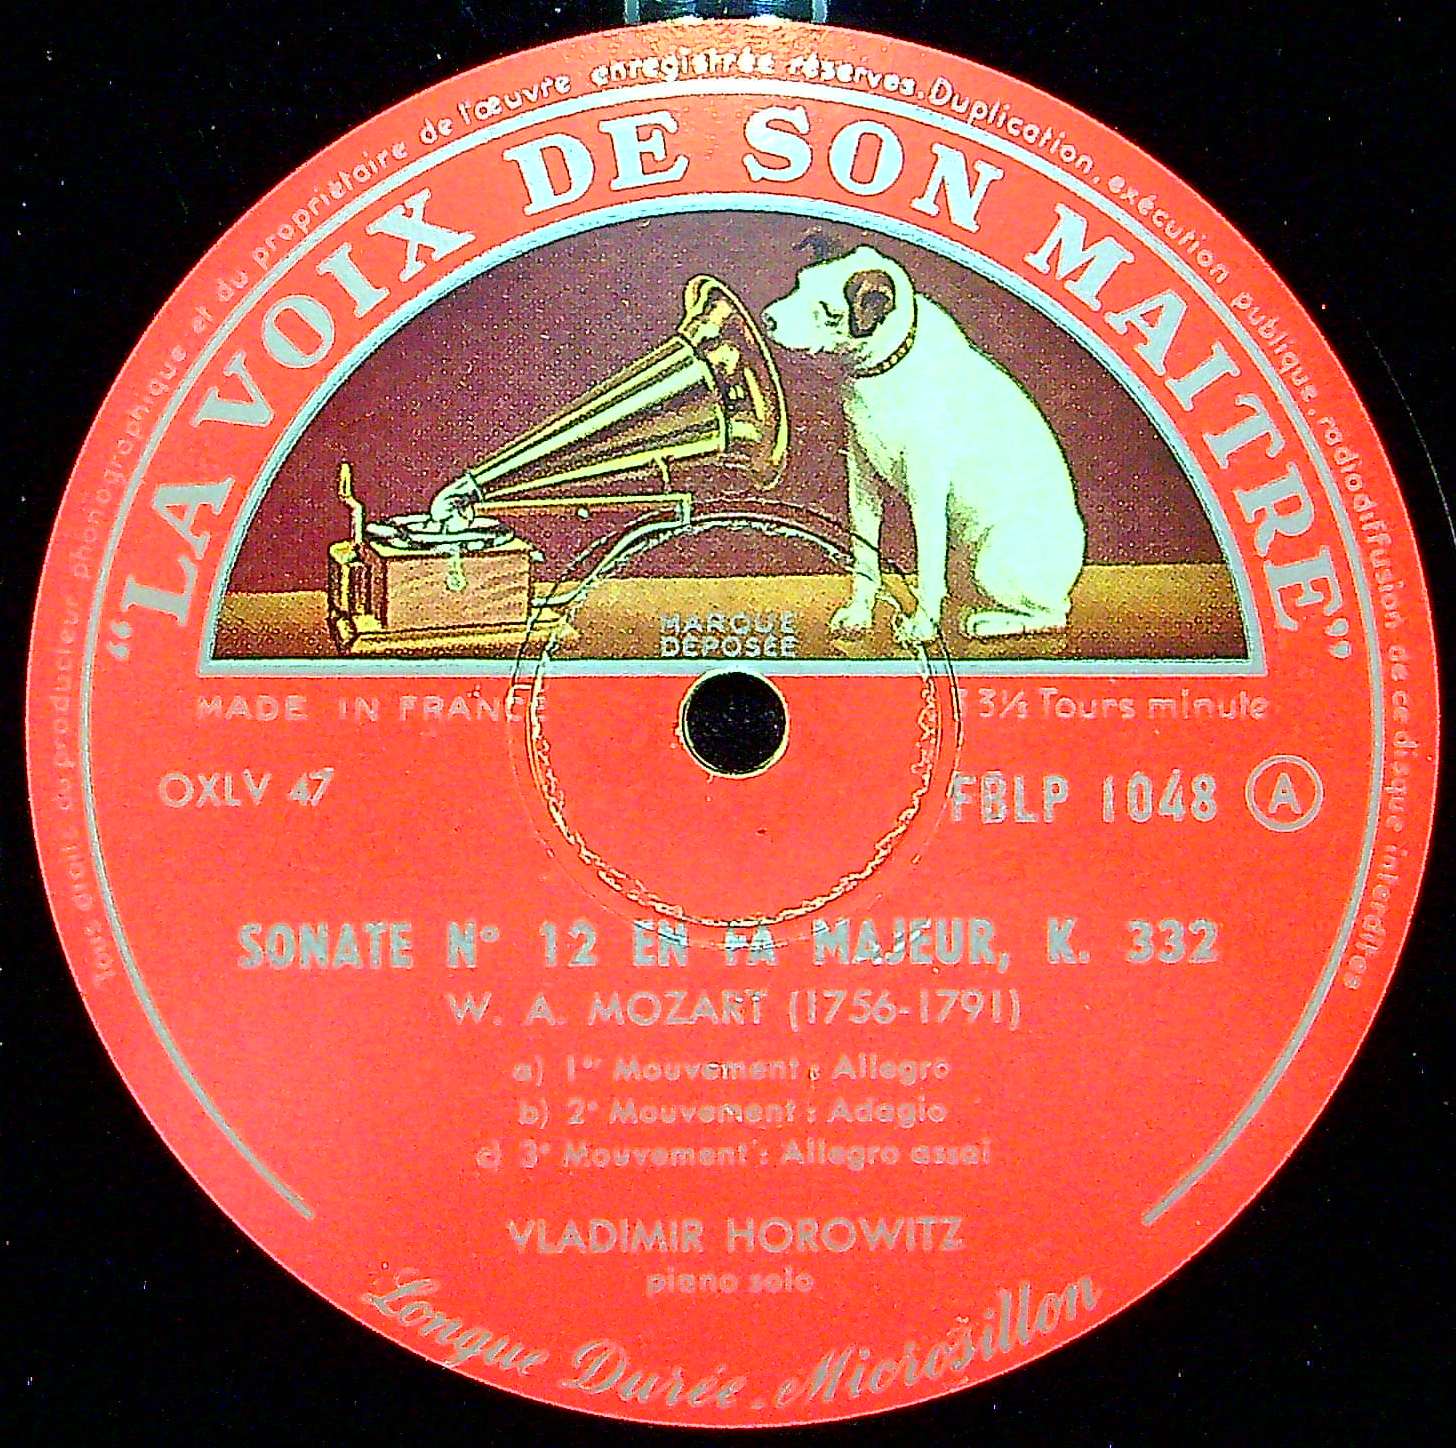 Tous droits du producteur phonographique et du propriétaire de l'œuvre enregistrée réservés. Duplication, exécution publique, radiodiffusion de ce disque interdites
"LA VOIX DE SON MAITRE"
MARQUE
DÉPOSÉE
MADE IN FRANCE 33⅓ Tours minute
OXLV 47 FBLP 1048 A
SONATE N° 12 EN FA MAJEUR, K. 332
W. A. MOZART (1756-1791)
a) 1er Mouvement : Allegro
b) 2e Mouvement : Adagio
c) 3e Mouvement : Allegro assai
VLADIMIR HOROWITZ
piano solo
Longue Durée - Microsillon